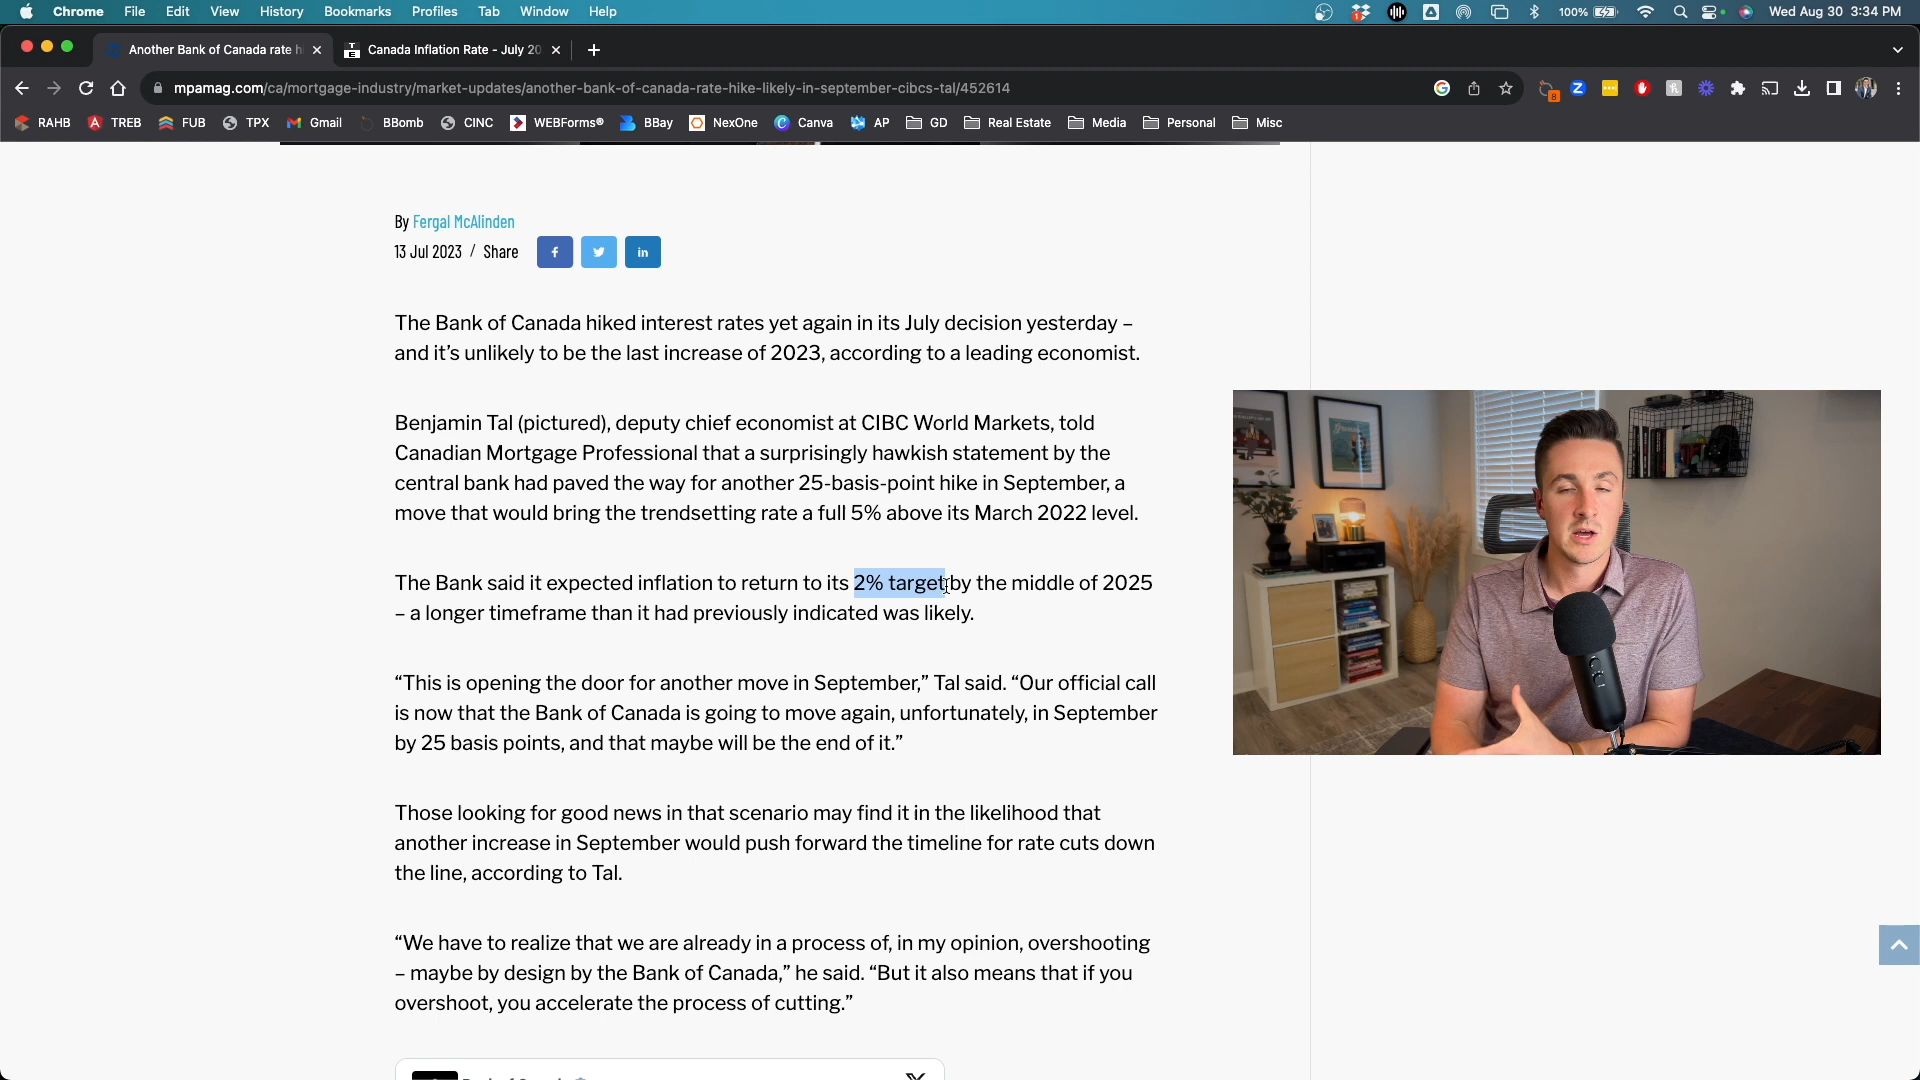 Chrome File Edit View History Bookmarks Profiles Tab Window Help 100% Wed Aug 30 3:34 PM
Another Bank of Canada rate hi Canada Inflation Rate - July 20
mpamag.com/ca/mortgage-industry/market-updates/another-bank-of-canada-rate-hike-likely-in-september-cibcs-tal/452614
RAHB TREB FUB TPX Gmail BBomb CINC WEBForms® BBay NexOne Canva AP GD Real Estate Media Personal Misc
By Fergal McAlinden
13 Jul 2023 / Share
The Bank of Canada hiked interest rates yet again in its July decision yesterday –
and it’s unlikely to be the last increase of 2023, according to a leading economist.
Benjamin Tal (pictured), deputy chief economist at CIBC World Markets, told
Canadian Mortgage Professional that a surprisingly hawkish statement by the
central bank had paved the way for another 25-basis-point hike in September, a
move that would bring the trendsetting rate a full 5% above its March 2022 level.
The Bank said it expected inflation to return to its 2% target by the middle of 2025
– a longer timeframe than it had previously indicated was likely.
“This is opening the door for another move in September,” Tal said. “Our official call
is now that the Bank of Canada is going to move again, unfortunately, in September
by 25 basis points, and that maybe will be the end of it.”
Those looking for good news in that scenario may find it in the likelihood that
another increase in September would push forward the timeline for rate cuts down
the line, according to Tal.
“We have to realize that we are already in a process of, in my opinion, overshooting
– maybe by design by the Bank of Canada,” he said. “But it also means that if you
overshoot, you accelerate the process of cutting.”